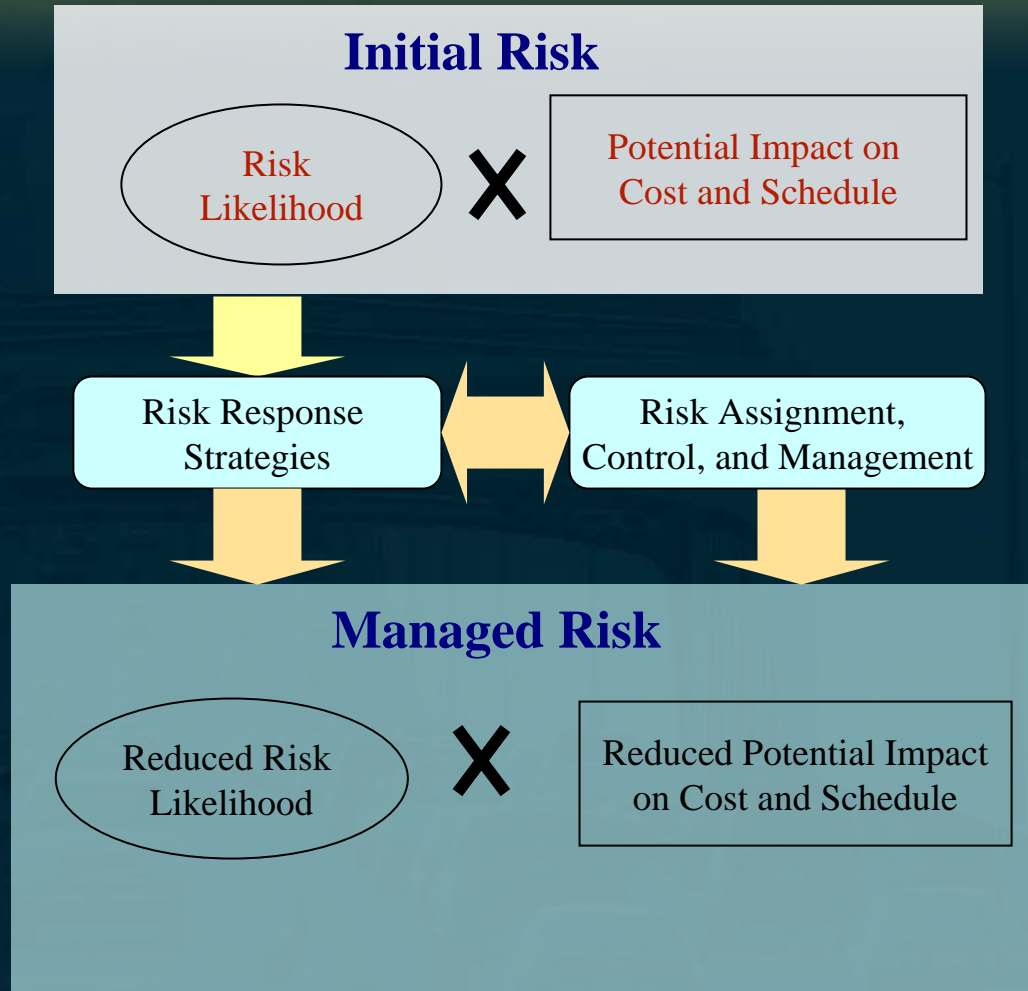 Initial Risk
Risk
Likelihood
X
Potential Impact on
Cost and Schedule
Risk Response
Strategies
Risk Assignment,
Control, and Management
Managed Risk
Reduced Risk
Likelihood
X
Reduced Potential Impact
on Cost and Schedule